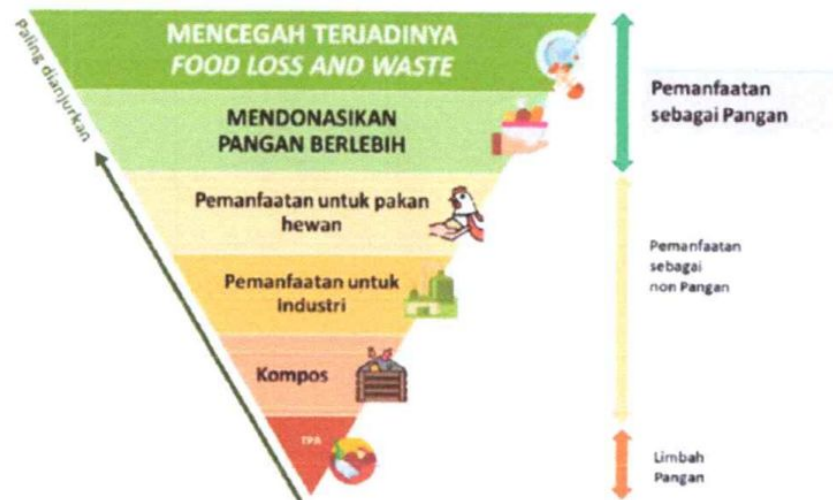 Paling dianjurkan
MENCEGAH TERJADINYA
FOOD LOSS AND WASTE
MENDONASIKAN
PANGAN BERLEBIH
Pemanfaatan untuk pakan
hewan
Pemanfaatan untuk
industri
Kompos
TPA
Pemanfaatan
sebagai Pangan
Pemanfaatan
sebagai
non Pangan
Limbah
Pangan